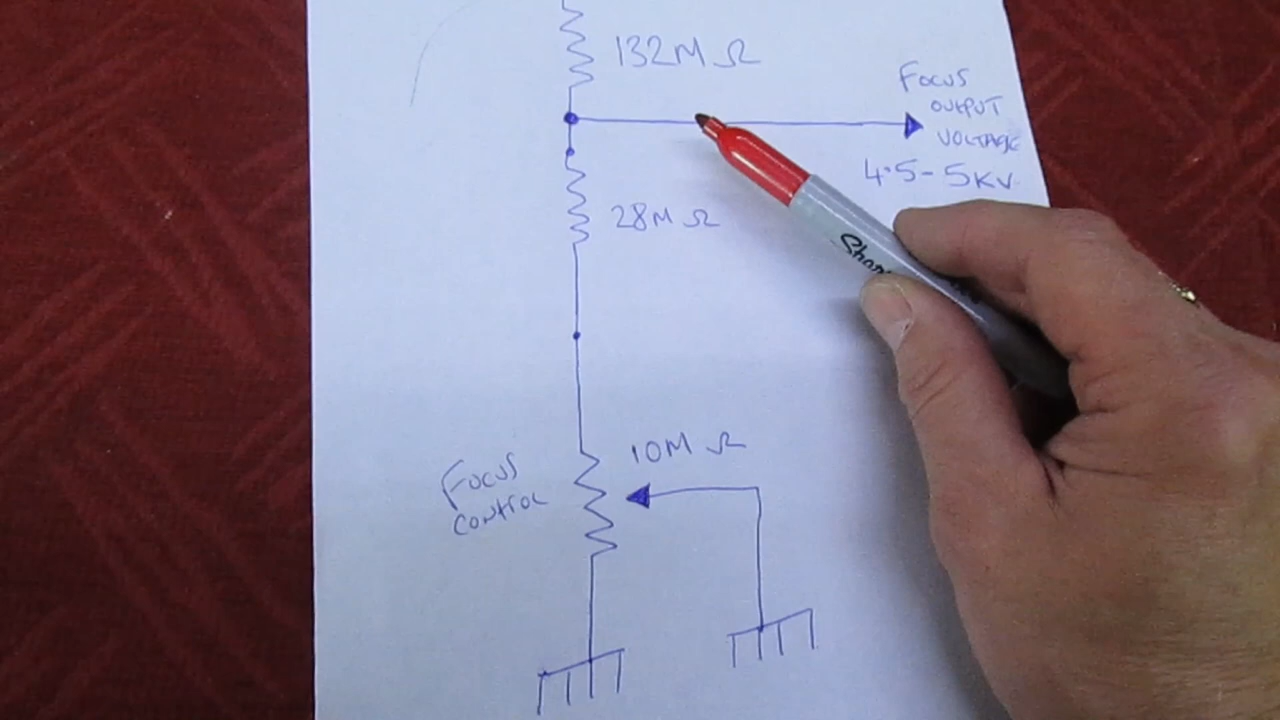 132M Ω
Focus
OUTPUT
VOLTAGE
4.5 - 5KV
28M Ω
10M Ω
Focus
CONTROL